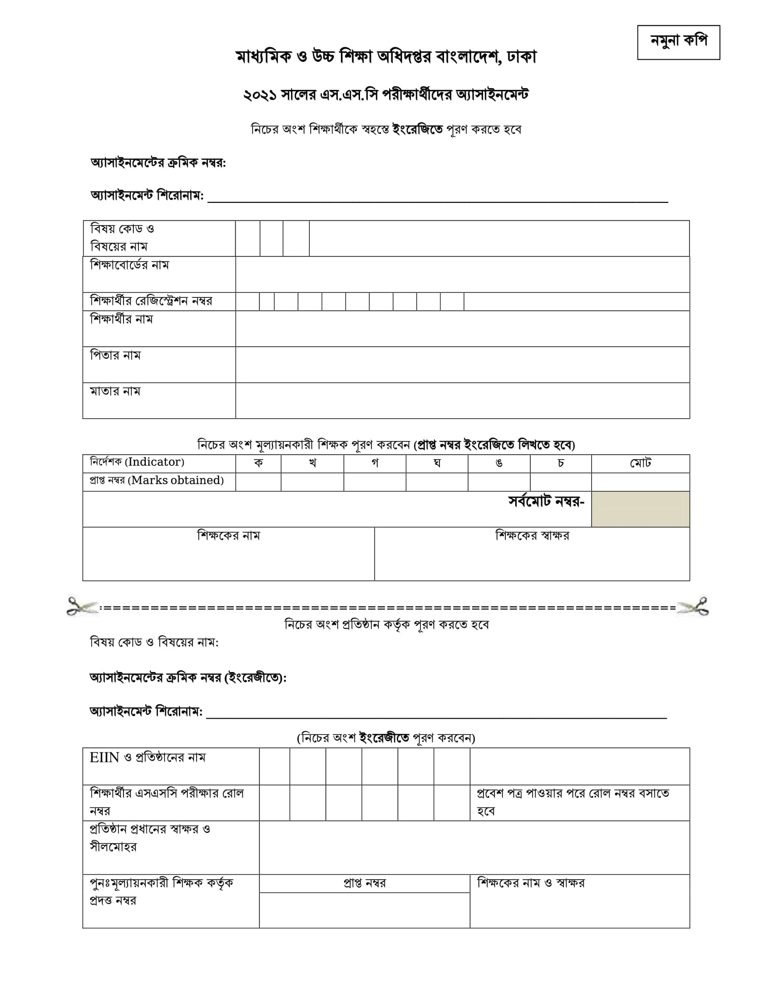 নমুনা কপি
মাধ্যমিক ও উচ্চ শিক্ষা অধিদপ্তর বাংলাদেশ, ঢাকা
২০২১ সালের এস.এস.সি পরীক্ষার্থীদের অ্যাসাইনমেন্ট
নিচের অংশ শিক্ষার্থীকে স্বহস্তে ইংরেজিতে পূরণ করতে হবে
অ্যাসাইনমেন্টের ক্রমিক নম্বর:
অ্যাসাইনমেন্ট শিরোনাম:
বিষয় কোড ও
বিষয়ের নাম
শিক্ষাবোর্ডের নাম
শিক্ষার্থীর রেজিস্ট্রেশন নম্বর
শিক্ষার্থীর নাম
পিতার নাম
মাতার নাম
নিচের অংশ মূল্যায়নকারী শিক্ষক পূরণ করবেন (প্রাপ্ত নম্বর ইংরেজিতে লিখতে হবে)
নির্দেশক (Indicator) ক খ গ ঘ ঙ চ মোট
প্রাপ্ত নম্বর (Marks obtained)
সর্বমোট নম্বর-
শিক্ষকের নাম শিক্ষকের স্বাক্ষর
নিচের অংশ প্রতিষ্ঠান কর্তৃক পূরণ করতে হবে
বিষয় কোড ও বিষয়ের নাম:
অ্যাসাইনমেন্টের ক্রমিক নম্বর (ইংরেজীতে):
অ্যাসাইনমেন্ট শিরোনাম:
(নিচের অংশ ইংরেজীতে পূরণ করবেন)
EIIN ও প্রতিষ্ঠানের নাম
শিক্ষার্থীর এসএসসি পরীক্ষার রোল
নম্বর
প্রবেশ পত্র পাওয়ার পরে রোল নম্বর বসাতে
হবে
প্রতিষ্ঠান প্রধানের স্বাক্ষর ও
সীলমোহর
পুনঃমূল্যায়নকারী শিক্ষক কর্তৃক
প্রদত্ত নম্বর
প্রাপ্ত নম্বর
শিক্ষকের নাম ও স্বাক্ষর